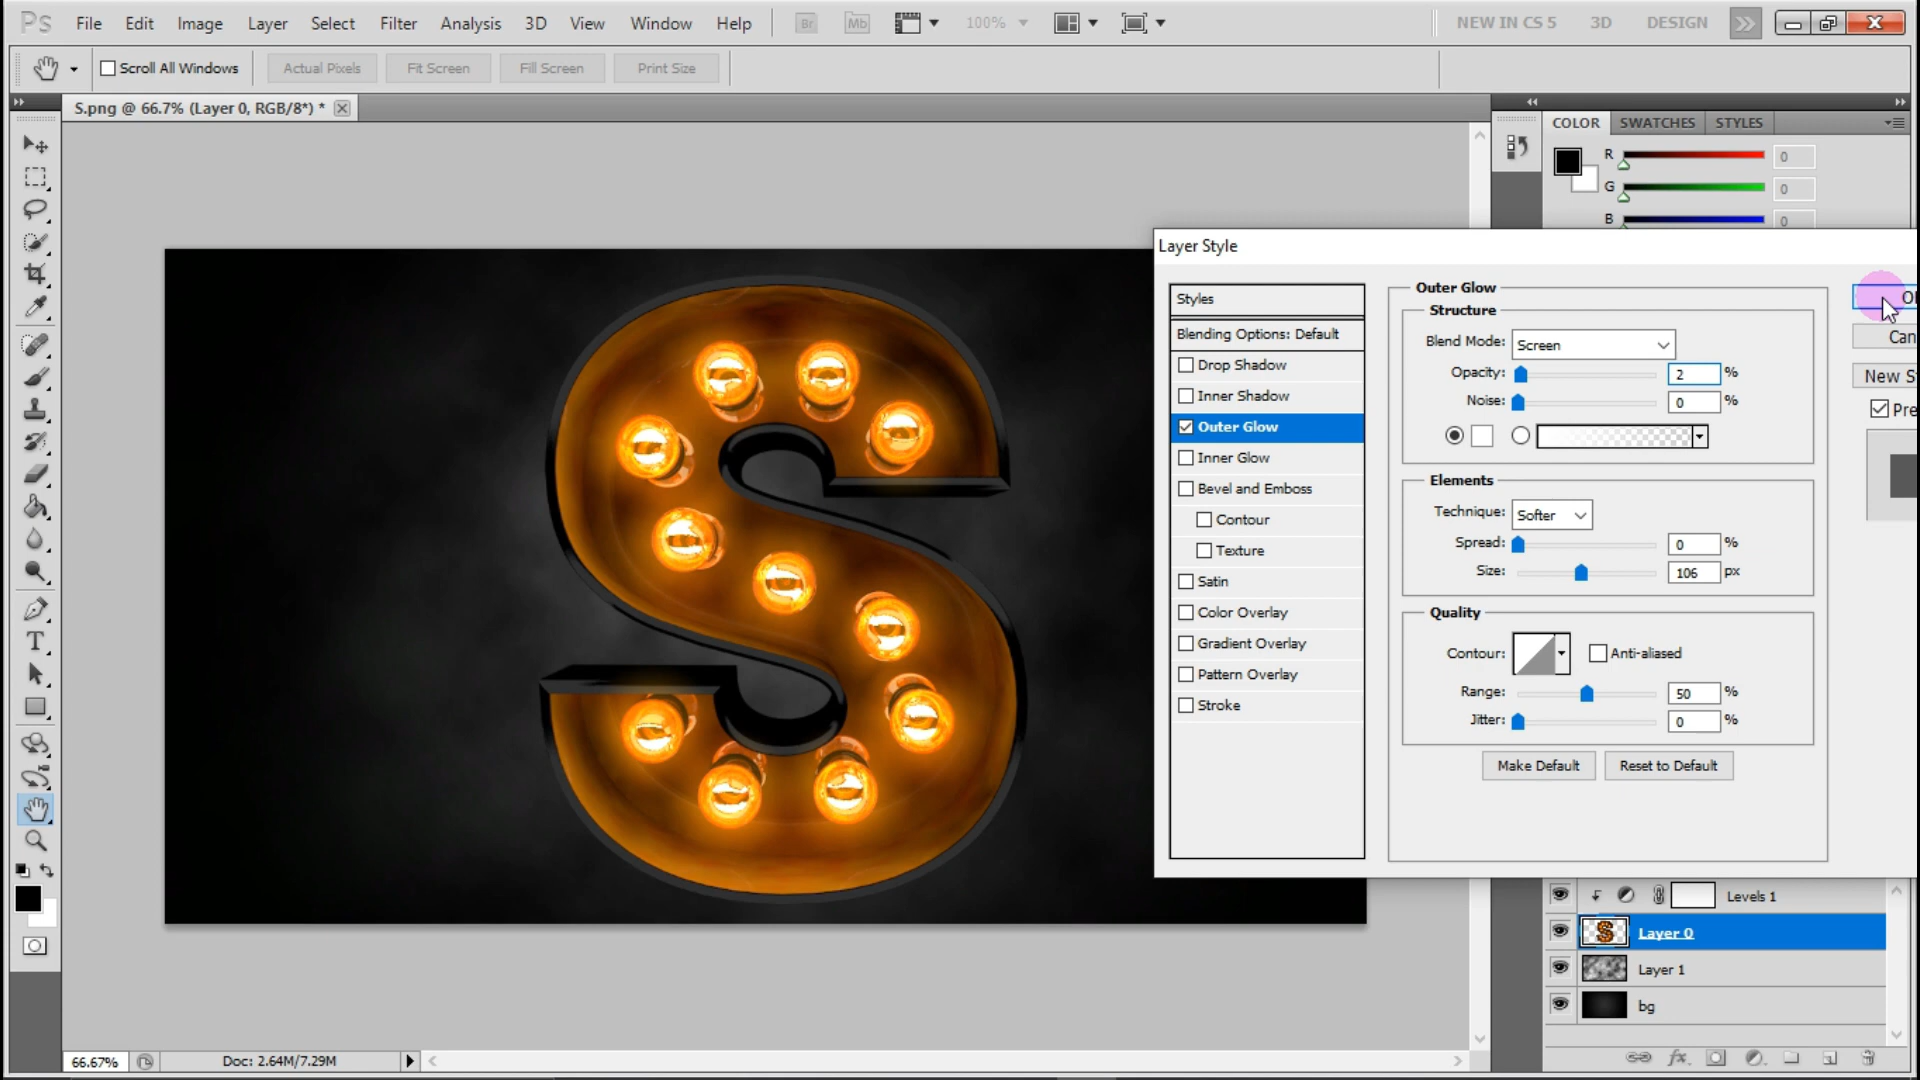 Ps File Edit Image Layer Select Filter Analysis 3D View Window Help Br Mb 100% NEW IN CS 5 3D DESIGN
Scroll All Windows Actual Pixels Fit Screen Fill Screen Print Size
S.png @ 66.7% (Layer 0, RGB/8*) *
COLOR SWATCHES STYLES
R 0
G 0
B 0
Layer Style
Styles
Blending Options: Default
Drop Shadow
Inner Shadow
Outer Glow
Inner Glow
Bevel and Emboss
Contour
Texture
Satin
Color Overlay
Gradient Overlay
Pattern Overlay
Stroke
Outer Glow
Structure
Blend Mode: Screen
Opacity: 2 %
Noise: 0 %
Elements
Technique: Softer
Spread: 0 %
Size: 106 px
Quality
Contour: Anti-aliased
Range: 50 %
Jitter: 0 %
Make Default Reset to Default
O
Can
New S
Pre
S
Levels 1
Layer 0
Layer 1
bg
66.67% Doc: 2.64M/7.29M
fx